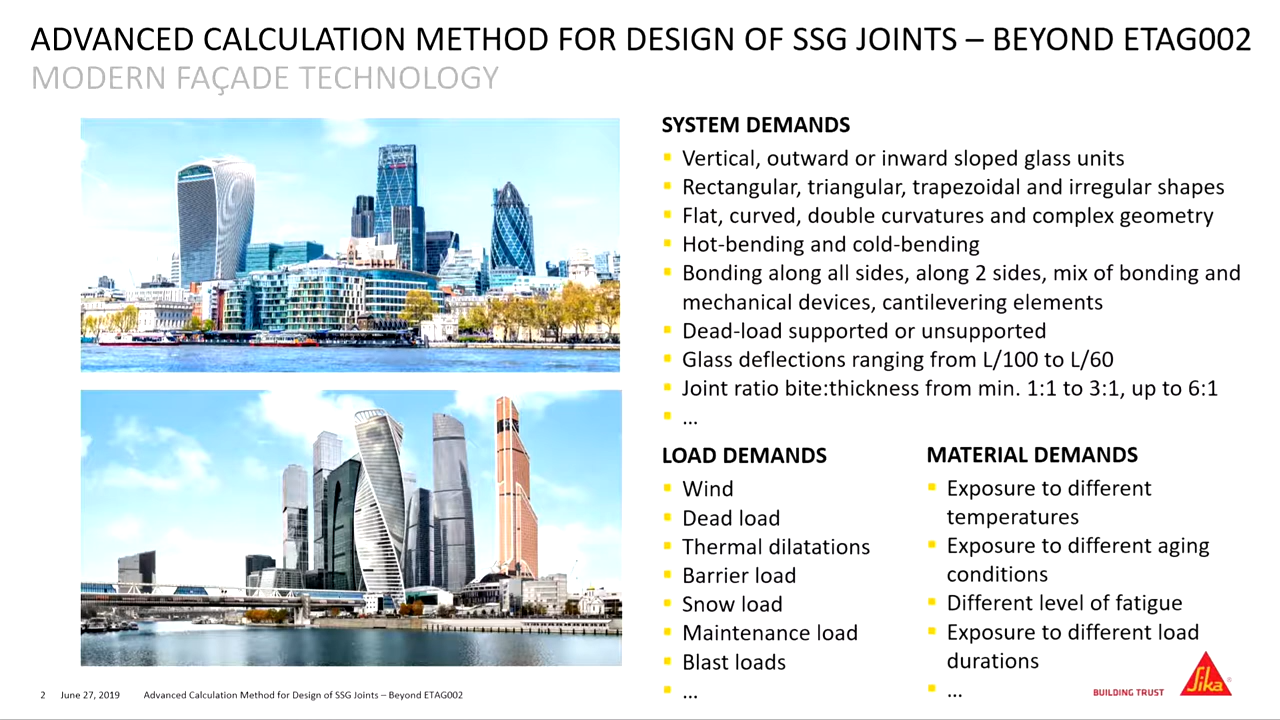 ADVANCED CALCULATION METHOD FOR DESIGN OF SSG JOINTS – BEYOND ETAG002
MODERN FAÇADE TECHNOLOGY
SYSTEM DEMANDS
Vertical, outward or inward sloped glass units
Rectangular, triangular, trapezoidal and irregular shapes
Flat, curved, double curvatures and complex geometry
Hot-bending and cold-bending
Bonding along all sides, along 2 sides, mix of bonding and
mechanical devices, cantilevering elements
Dead-load supported or unsupported
Glass deflections ranging from L/100 to L/60
Joint ratio bite:thickness from min. 1:1 to 3:1, up to 6:1
...
LOAD DEMANDS
Wind
Dead load
Thermal dilatations
Barrier load
Snow load
Maintenance load
Blast loads
...
MATERIAL DEMANDS
Exposure to different
temperatures
Exposure to different aging
conditions
Different level of fatigue
Exposure to different load
durations
...
2 June 27, 2019 Advanced Calculation Method for Design of SSG Joints – Beyond ETAG002
BUILDING TRUST
Sika®